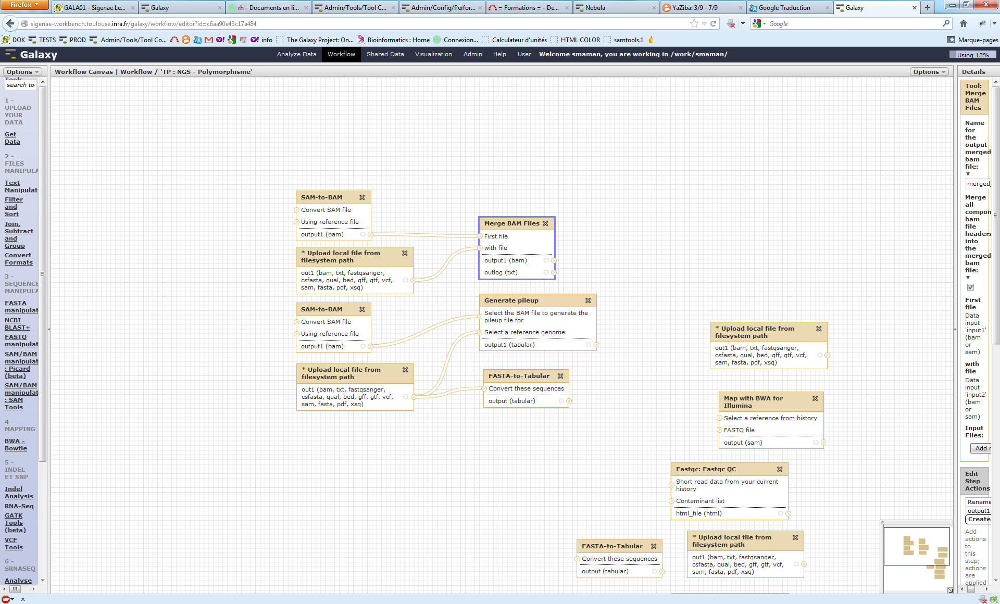 Firefox
GALA01 - Sigenae Le...
Galaxy
rh - Documents en li...
Admin/Tools/Tool C...
Admin/Config/Perfor...
= Formations = - De...
Nebula
YaZiba: 3/9 - 7/9
Google Traduction
Galaxy
sigenae-workbench.toulouse.inra.fr/galaxy/workflow/editor?id=c6aa90e43c17a484
Google
DOK
TESTS
PROD
Admin/Tools/Tool Co...
info
The Galaxy Project: On...
Bioinformatics : Home
Connexion...
Calculateur d'unités
HTML COLOR
samtools.1
Marque-pages
Galaxy
Analyze Data
Workflow
Shared Data
Visualization
Admin
Help
User
Welcome smaman, you are working in /work/smaman/
Using 13%
Options
Tools
search to
1 -
UPLOAD
YOUR
DATA
Get
Data
2 -
FILES
MANIPULA
Text
Manipulat
Filter
and
Sort
Join,
Subtract
and
Group
Convert
Formats
3 -
SEQUENCE
MANIPULA
FASTA
manipulat
NCBI
BLAST+
FASTQ
manipulat
SAM/BAM
manipulat
: Picard
(beta)
SAM/BAM
manipulat
: SAM
Tools
4 -
MAPPING
BWA -
Bowtie
5 -
INDEL
ET SNP
Indel
Analysis
RNA-Seq
GATK
Tools
(beta)
VCF
Tools
6 -
SRNASEQ
Analyse
Workflow Canvas | Workflow / 'TP : NGS - Polymorphisme'
Options
SAM-to-BAM
Convert SAM file
Using reference file
output1 (bam)
* Upload local file from
filesystem path
out1 (bam, txt, fastqsanger,
csfasta, qual, bed, gff, gtf, vcf,
sam, fasta, pdf, xsq)
SAM-to-BAM
Convert SAM file
Using reference file
output1 (bam)
* Upload local file from
filesystem path
out1 (bam, txt, fastqsanger,
csfasta, qual, bed, gff, gtf, vcf,
sam, fasta, pdf, xsq)
Merge BAM Files
First file
with file
output1 (bam)
outlog (txt)
Generate pileup
Select the BAM file to generate the
pileup file for
Select a reference genome
output1 (tabular)
FASTA-to-Tabular
Convert these sequences
output (tabular)
* Upload local file from
filesystem path
out1 (bam, txt, fastqsanger,
csfasta, qual, bed, gff, gtf, vcf,
sam, fasta, pdf, xsq)
Map with BWA for
Illumina
Select a reference from history
FASTQ file
output (sam)
Fastqc: Fastqc QC
Short read data from your current
history
Contaminant list
html_file (html)
FASTA-to-Tabular
Convert these sequences
output (tabular)
* Upload local file from
filesystem path
out1 (bam, txt, fastqsanger,
csfasta, qual, bed, gff, gtf, vcf,
sam, fasta, pdf, xsq)
Details
Tool:
Merge
BAM
Files
Name
for
the
output
merged
bam
file:
merged_
Merge
all
compon
bam
file
headers
into
the
merged
bam
file:
First
file
Data
input
'input1'
(bam
or
sam)
with
file
Data
input
'input2'
(bam
or
sam)
Input
Files:
Add n
Edit
Step
Actions
Rename
output1
Create
Add
actions
to
this
step;
actions
are
applied
ABP